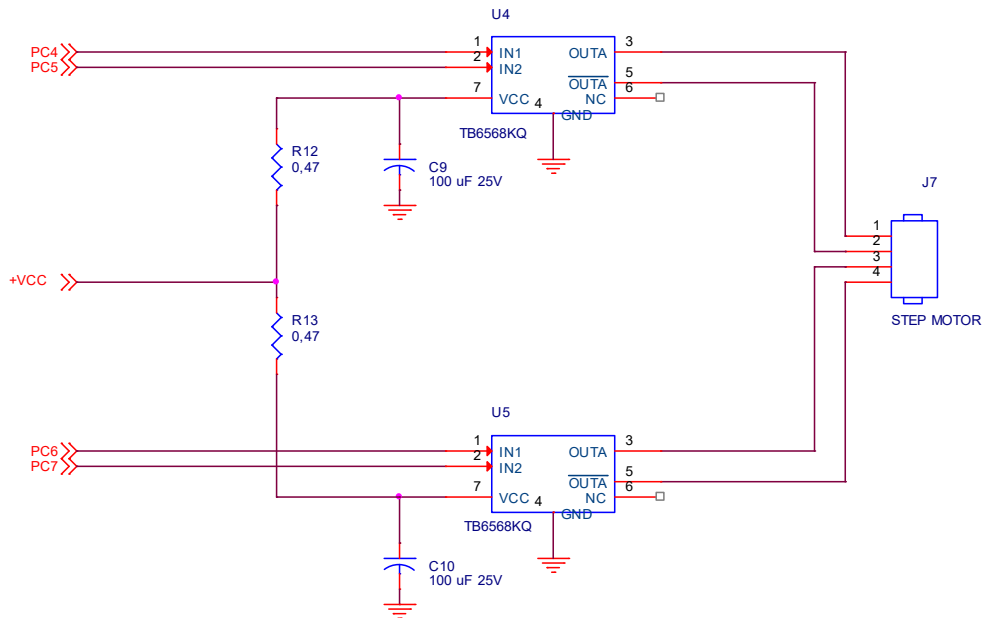 U4
PC4
PC5
1
2
7
IN1
IN2
VCC
4
OUTA
OUTA
NC
GND
3
5
6
TB6568KQ
R12
0,47
C9
100 uF 25V
J7
1
2
3
4
STEP MOTOR
+VCC
R13
0,47
U5
PC6
PC7
1
2
7
IN1
IN2
VCC
4
OUTA
OUTA
NC
GND
3
5
6
TB6568KQ
C10
100 uF 25V